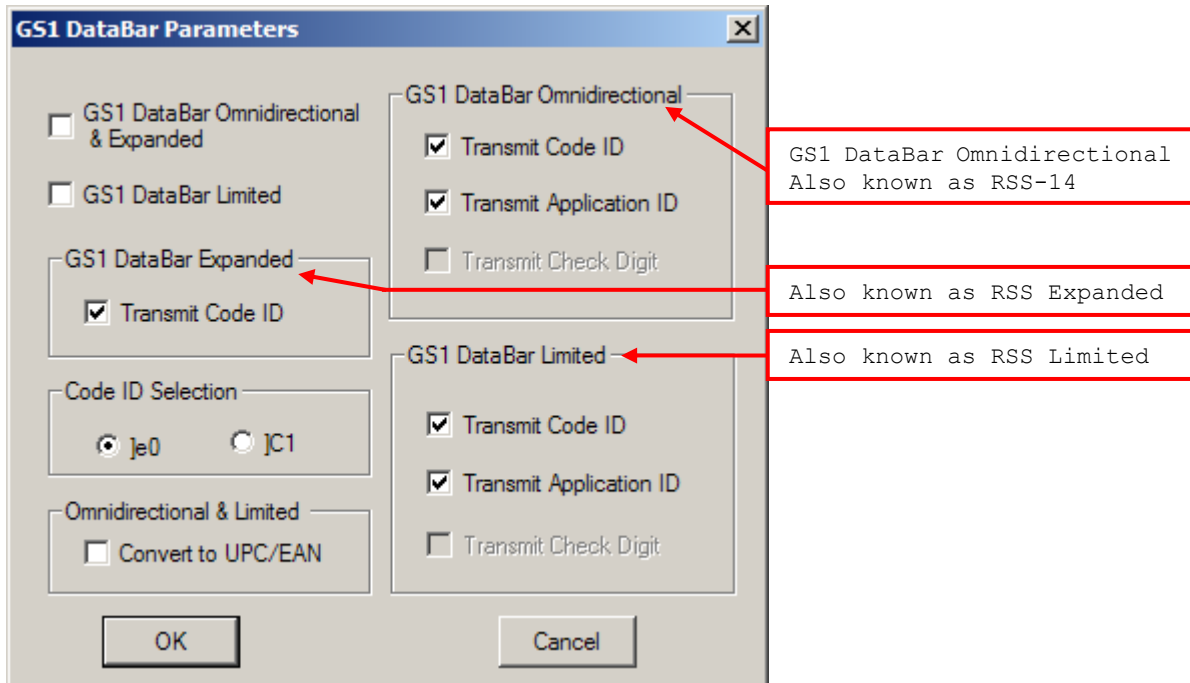 GS1 DataBar Parameters
GS1 DataBar Omnidirectional
& Expanded
GS1 DataBar Limited
GS1 DataBar Expanded
Transmit Code ID
Code ID Selection
]e0
]C1
Omnidirectional & Limited
Convert to UPC/EAN
GS1 DataBar Omnidirectional
Transmit Code ID
Transmit Application ID
Transmit Check Digit
GS1 DataBar Limited
Transmit Code ID
Transmit Application ID
Transmit Check Digit
OK
Cancel
GS1 DataBar Omnidirectional
Also known as RSS-14
Also known as RSS Expanded
Also known as RSS Limited